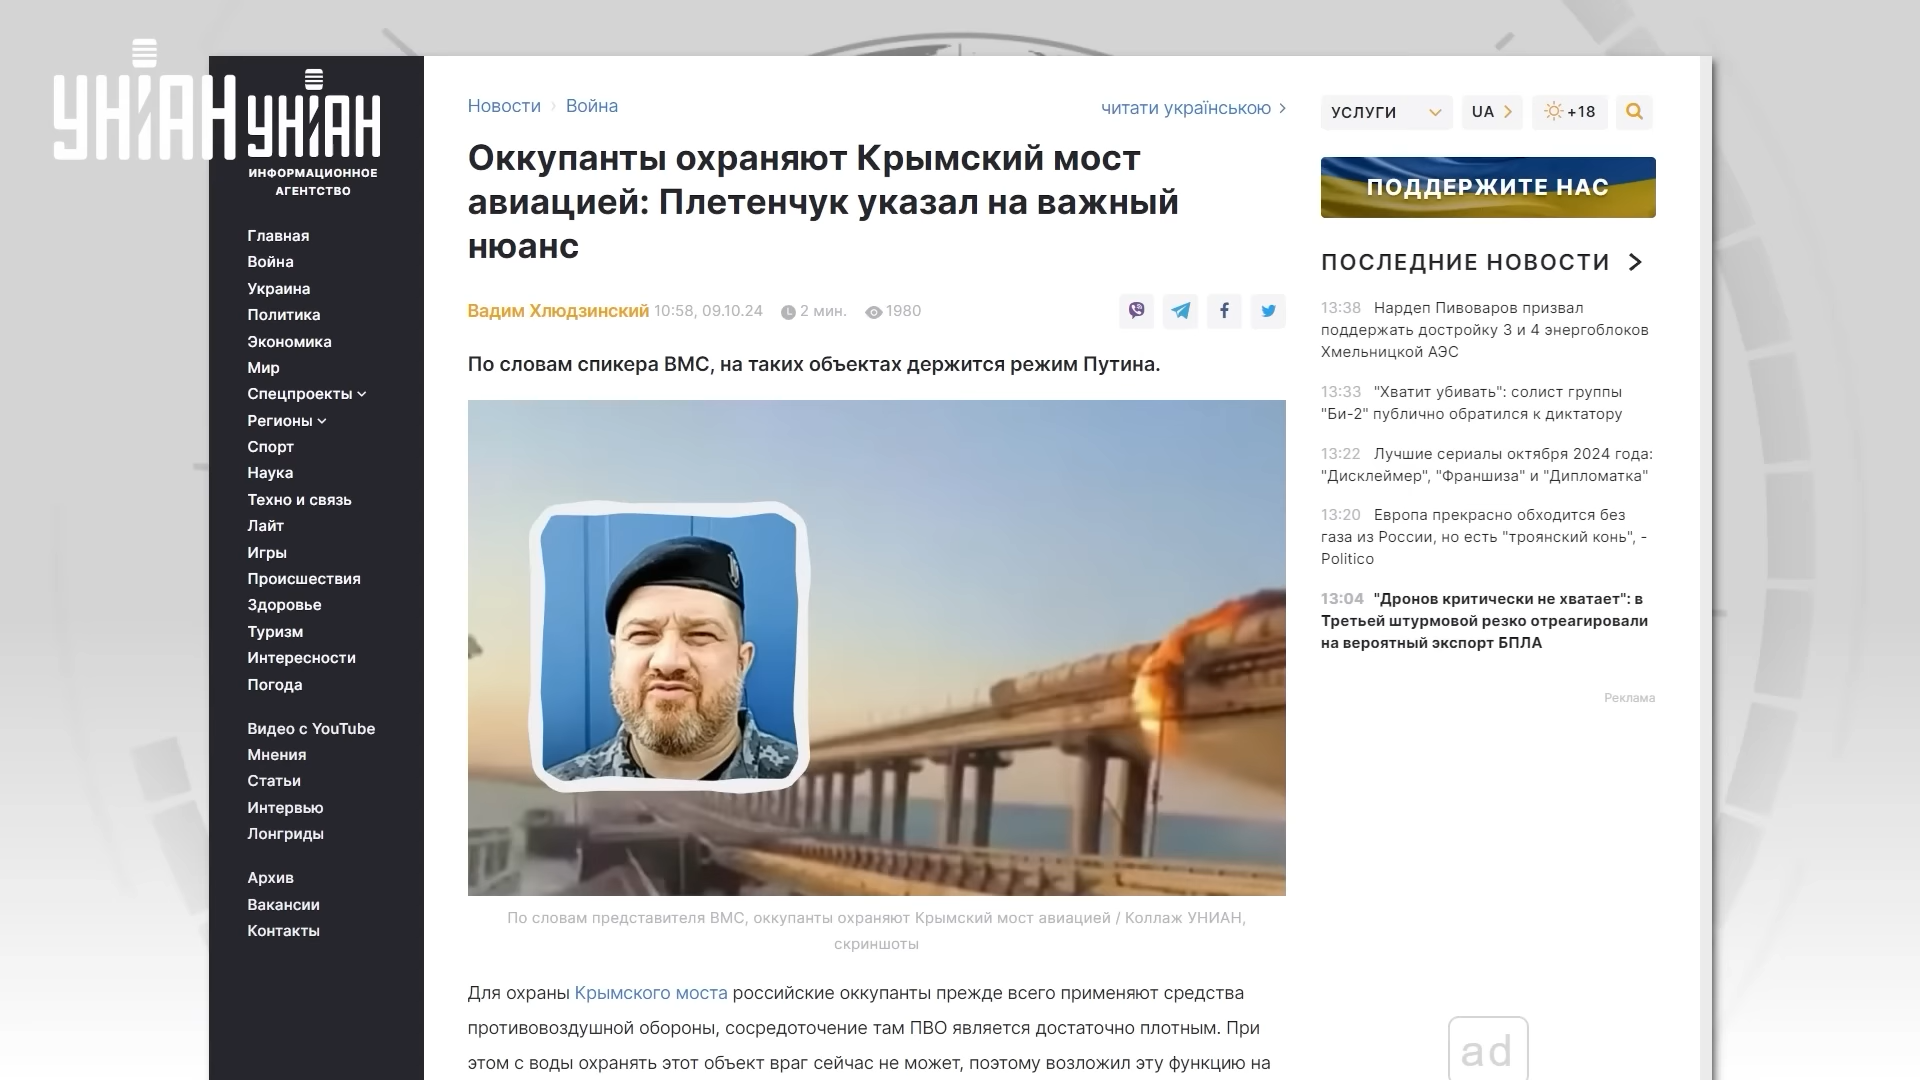 УНІАН
УНІАН
ИНФОРМАЦИОННОЕ
АГЕНТСТВО
Главная
Война
Украина
Политика
Экономика
Мир
Спецпроекты
Регионы
Спорт
Наука
Техно и связь
Лайт
Игры
Происшествия
Здоровье
Туризм
Интересности
Погода
Видео с YouTube
Мнения
Статьи
Интервью
Лонгриды
Архив
Вакансии
Контакты
Новости › Война
читати українською
Оккупанты охраняют Крымский мост
авиацией: Плетенчук указал на важный
нюанс
Вадим Хлюдзинский 10:58, 09.10.24 2 мин. 1980
По словам спикера ВМС, на таких объектах держится режим Путина.
По словам представителя ВМС, оккупанты охраняют Крымский мост авиацией / Коллаж УНИАН,
скриншоты
Для охраны Крымского моста российские оккупанты прежде всего применяют средства
противовоздушной обороны, сосредоточение там ПВО является достаточно плотным. При
этом с воды охранять этот объект враг сейчас не может, поэтому возложил эту функцию на
УСЛУГИ UA +18
ПОДДЕРЖИТЕ НАС
ПОСЛЕДНИЕ НОВОСТИ
13:38 Нардеп Пивоваров призвал
поддержать достройку 3 и 4 энергоблоков
Хмельницкой АЭС
13:33 "Хватит убивать": солист группы
"Би-2" публично обратился к диктатору
13:22 Лучшие сериалы октября 2024 года:
"Дисклеймер", "Франшиза" и "Дипломатка"
13:20 Европа прекрасно обходится без
газа из России, но есть "троянский конь", -
Politico
13:04 "Дронов критически не хватает": в
Третьей штурмовой резко отреагировали
на вероятный экспорт БПЛА
Реклама
ad